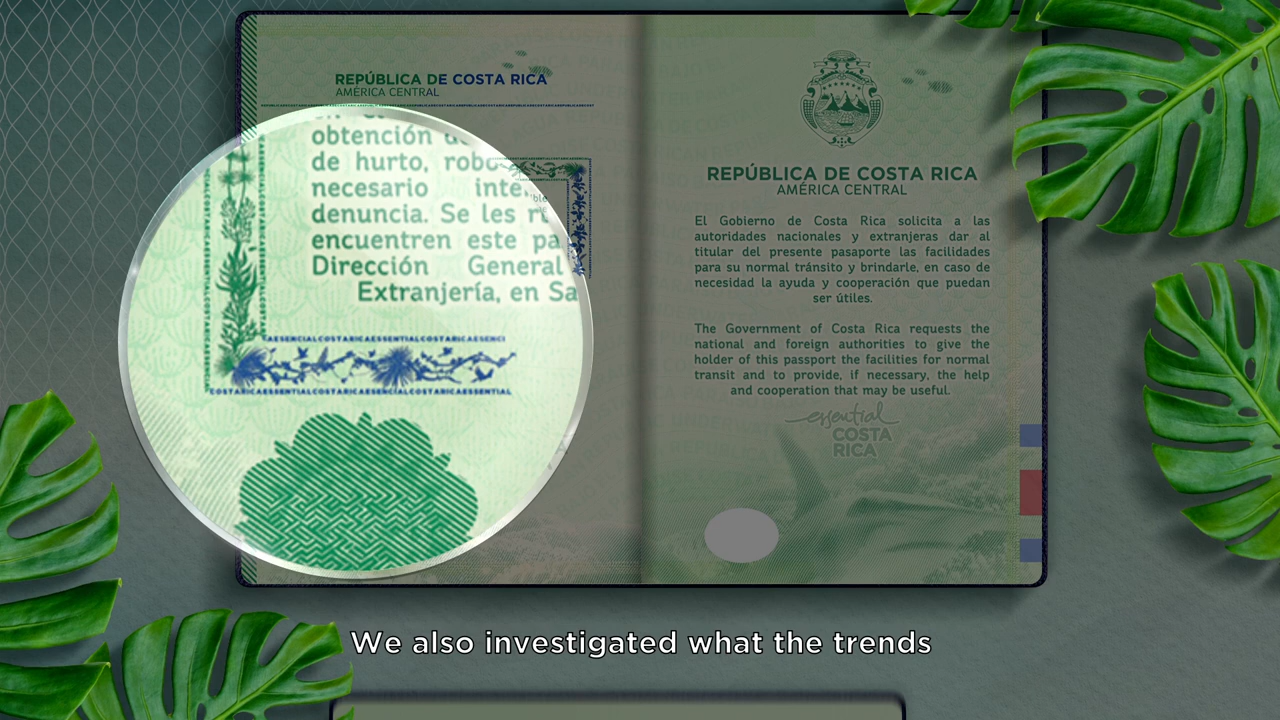 REPÚBLICA DE COSTA RICA
AMÉRICA CENTRAL
obtención
de hurto, robo
necesario
denuncia. Se les
encuentren este
Dirección General
Extranjería, en
AESENCIALCOSTARICAESSENTIALCOSTARICAESENCI
COSTARICAESSENTIALCOSTARICAESENCIALCOSTARICAESSENTIAL
REPÚBLICA DE COSTA RICA
AMÉRICA CENTRAL
El Gobierno de Costa Rica solicita a las
autoridades nacionales y extranjeras dar al
titular del presente pasaporte las facilidades
para su normal tránsito y brindarle, en caso de
necesidad la ayuda y cooperación que puedan
ser útiles.
The Government of Costa Rica requests the
national and foreign authorities to give the
holder of this passport the facilities for normal
transit and to provide, if necessary, the help
and cooperation that may be useful.
essential
COSTA
RICA
We also investigated what the trends